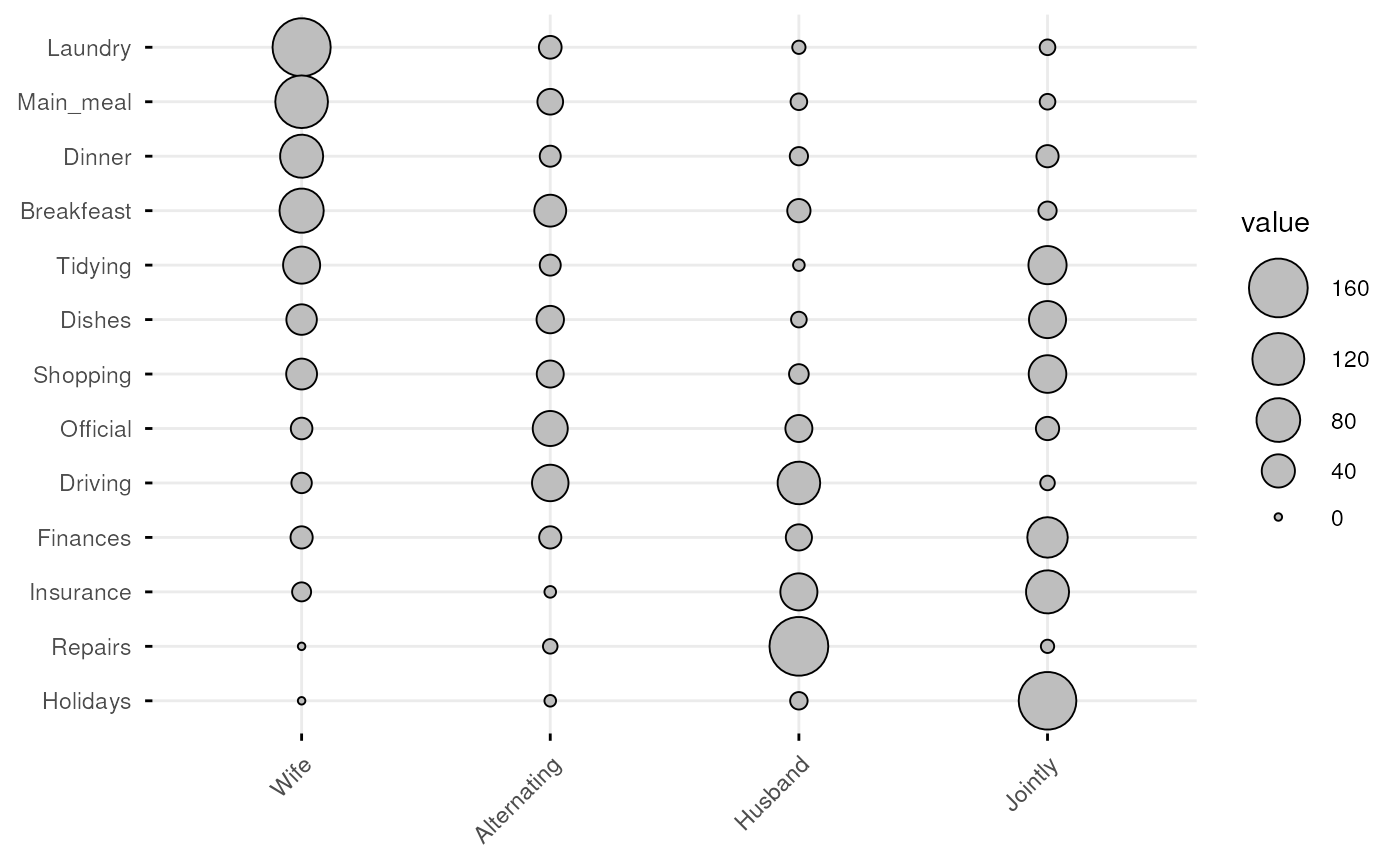 Laundry
Main_meal
Dinner
Breakfeast
Tidying
Dishes
Shopping
Official
Driving
Finances
Insurance
Repairs
Holidays
Wife
Alternating
Husband
Jointly
value
160
120
80
40
0